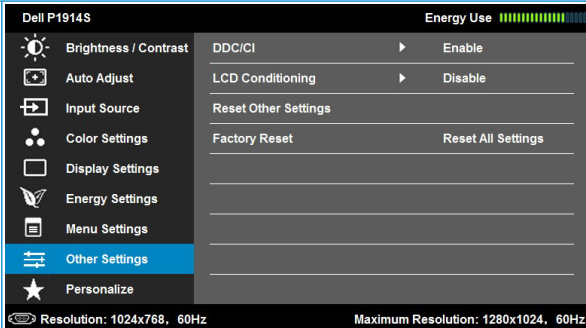 Dell P1914S Energy Use
Brightness / Contrast DDC/CI Enable
Auto Adjust LCD Conditioning Disable
Input Source Reset Other Settings
Color Settings Factory Reset Reset All Settings
Display Settings
Energy Settings
Menu Settings
Other Settings
Personalize
Resolution: 1024x768, 60Hz Maximum Resolution: 1280x1024, 60Hz